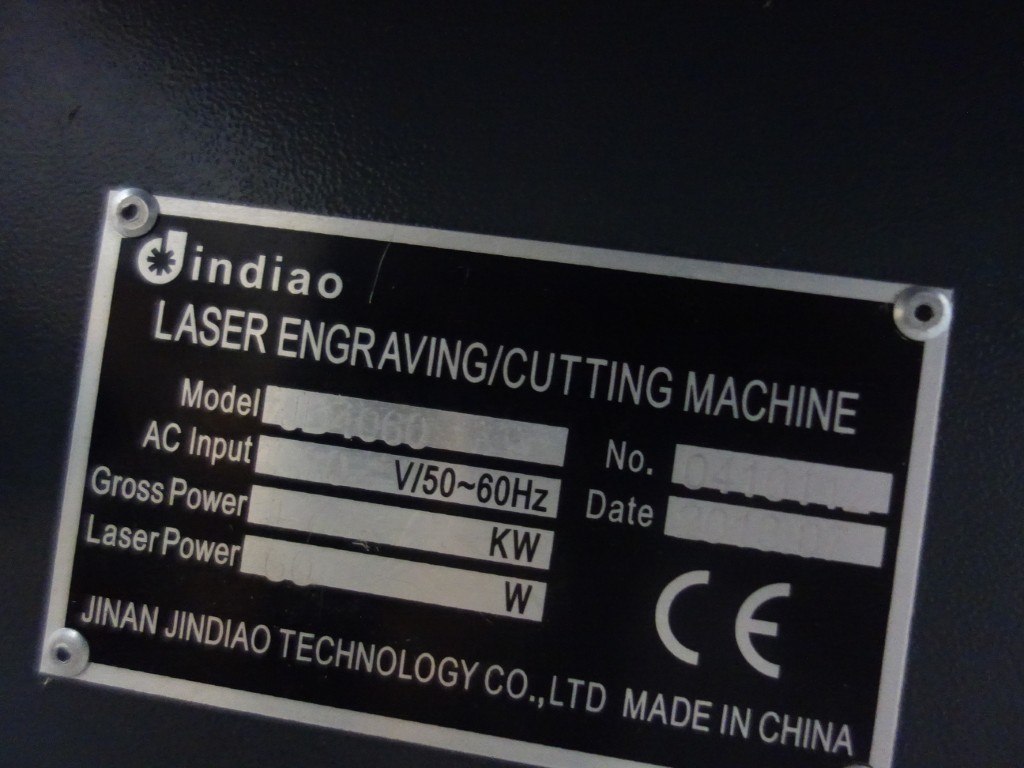 Jindiao
LASER ENGRAVING/CUTTING MACHINE
Model
AC Input V/50~60Hz
Gross Power KW
Laser Power 60 W
No.
Date
CE
JINAN JINDIAO TECHNOLOGY CO.,LTD MADE IN CHINA